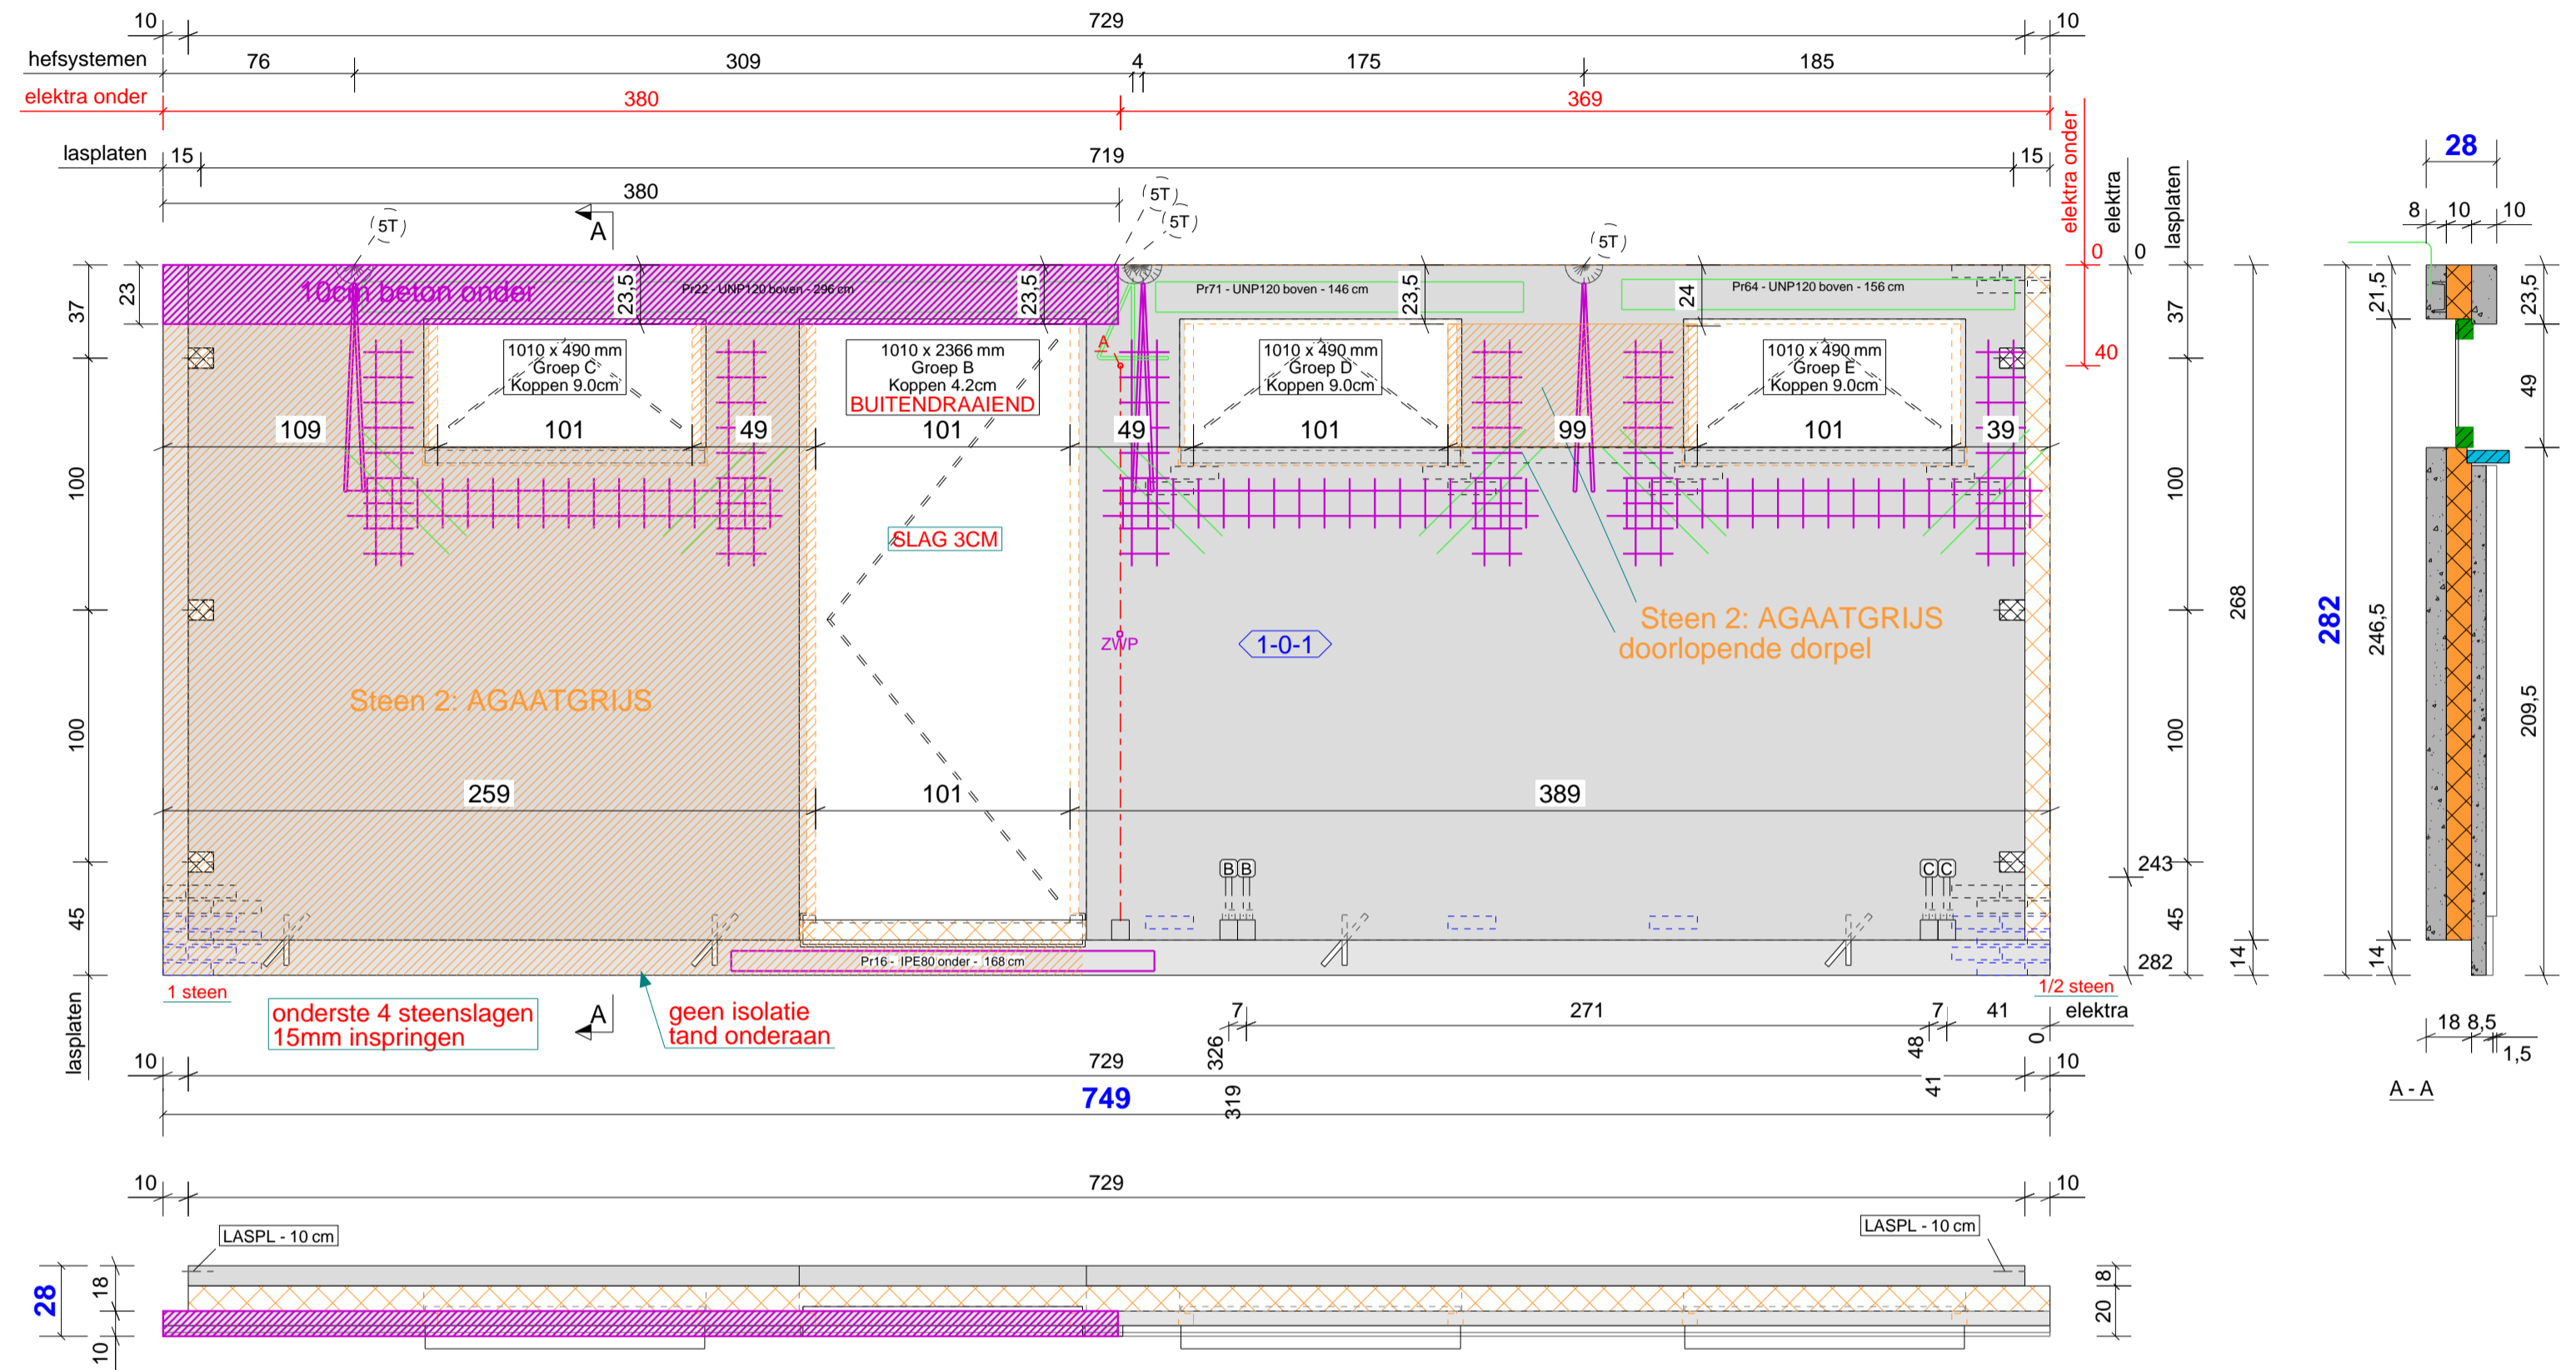 10 729 10
hefsystemen 76 309 4 175 185
elektra onder 380 369
lasplaten 15 719 15
380
A
5T
5T
5T
5T
elektra onder
elektra
lasplaten
0
0
40
28
8 10 10
37
23
10cm beton onder
23,5
Pr22 - UNP120 boven - 296 cm
23,5
Pr71 - UNP120 boven - 146 cm
23,5
24
Pr64 - UNP120 boven - 156 cm
37
21,5
23,5
1010 x 490 mm
Groep C
Koppen 9.0cm
1010 x 2366 mm
Groep B
Koppen 4.2cm
BUITENDRAAIEND
A
1010 x 490 mm
Groep D
Koppen 9.0cm
1010 x 490 mm
Groep E
Koppen 9.0cm
49
109 101 49 101 49 101 99 101 39
100
100
SLAG 3CM
ZWP
1-0-1
Steen 2: AGAATGRIJS
doorlopende dorpel
268
282
246,5
209,5
Steen 2: AGAATGRIJS
100
100
259 101 389
B B
C C
243
45
45
Pr16 - IPE80 onder - 168 cm
282
14
14
1 steen
1/2 steen
lasplaten
onderste 4 steenslagen
15mm inspringen
A
geen isolatie
tand onderaan
7 271 7 41 elektra
326
319
48
41
0
18 8,5
1,5
10 729 10
749
A - A
10 729 10
LASPL - 10 cm
LASPL - 10 cm
28
18
10
8
20